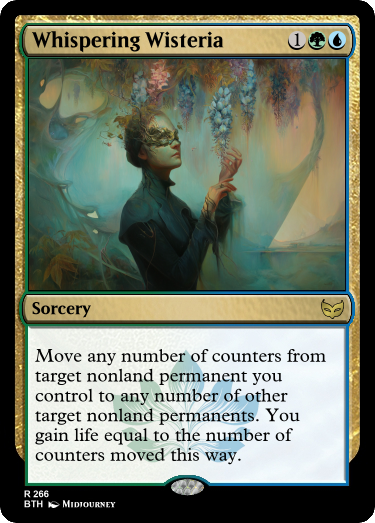 Whispering Wisteria 1
Sorcery
Move any number of counters from
target nonland permanent you
control to any number of other
target nonland permanents. You
gain life equal to the number of
counters moved this way.
R 266
BTH Midjourney